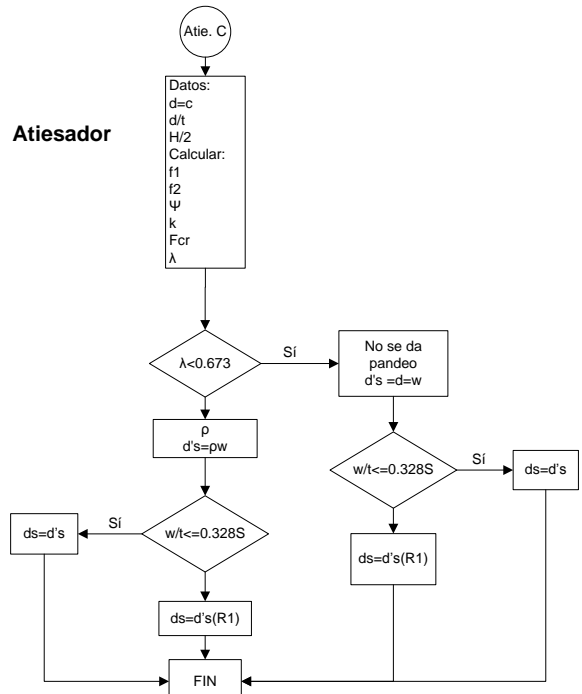 Atie. C
Atiesador
Datos:
d=c
d/t
H/2
Calcular:
f1
f2
Ψ
k
Fcr
λ
λ<0.673
Sí
No se da
pandeo
d's =d=w
ρ
d's=ρw
w/t<=0.328S
Sí
ds=d's
w/t<=0.328S
Sí
ds=d's
ds=d's(R1)
ds=d's(R1)
FIN